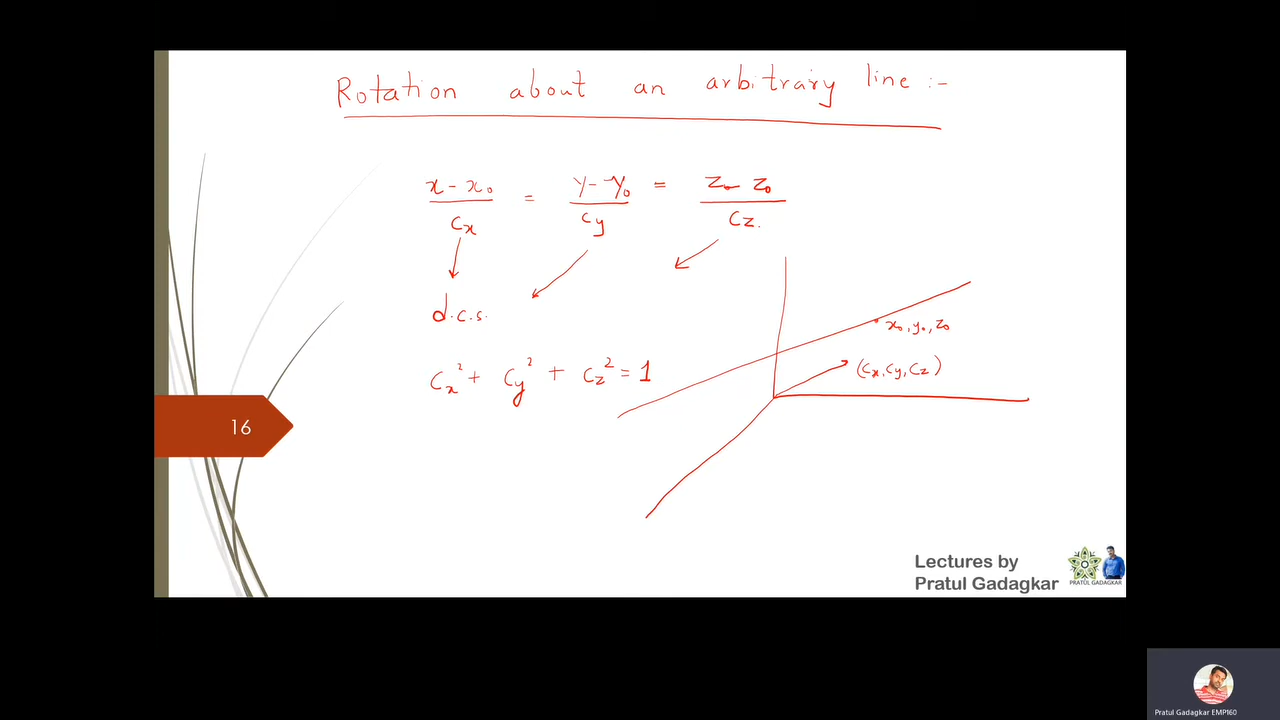 Rotation about an arbitrary line :-
x - x₀ / Cx = y - y₀ / Cy = z - z₀ / Cz.
d.c.s.
Cx² + Cy² + Cz² = 1
x₀, y₀, z₀
(Cx, Cy, Cz)
16
Lectures by
Pratul Gadagkar
PRATUL GADAGKAR
Pratul Gadagkar EMP160